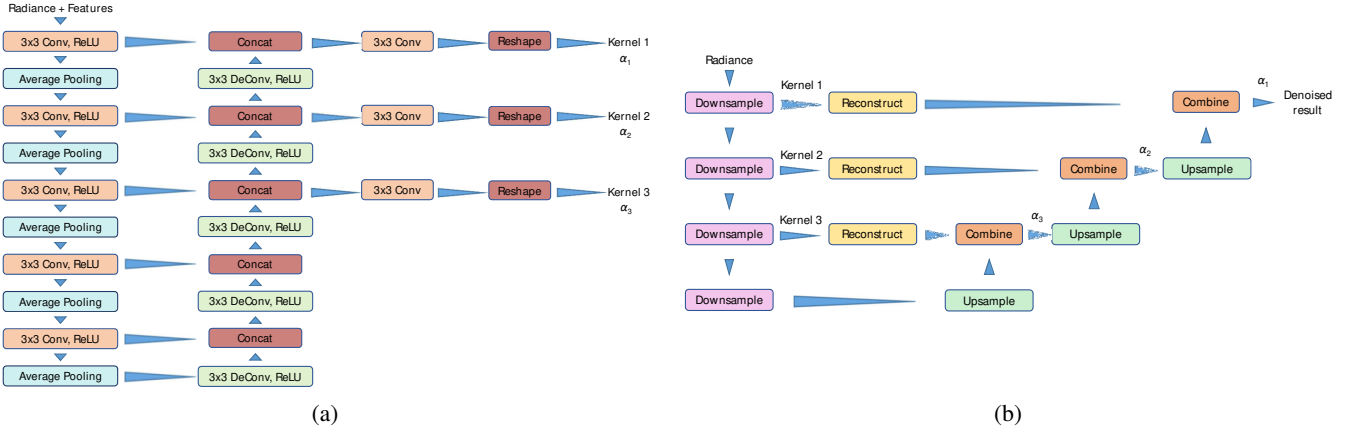 Radiance + Features
3x3 Conv, ReLU
Concat
3x3 Conv
Reshape
Kernel 1
α1
Average Pooling
3x3 DeConv, ReLU
3x3 Conv, ReLU
Concat
3x3 Conv
Reshape
Kernel 2
α2
Average Pooling
3x3 DeConv, ReLU
3x3 Conv, ReLU
Concat
3x3 Conv
Reshape
Kernel 3
α3
Average Pooling
3x3 DeConv, ReLU
3x3 Conv, ReLU
Concat
Average Pooling
3x3 DeConv, ReLU
3x3 Conv, ReLU
Concat
Average Pooling
3x3 DeConv, ReLU
(a)
Radiance
Downsample
Kernel 1
Reconstruct
Combine
α1
Denoised
result
Downsample
Kernel 2
Reconstruct
Combine
α2
Upsample
Downsample
Kernel 3
Reconstruct
Combine
α3
Upsample
Downsample
Upsample
(b)